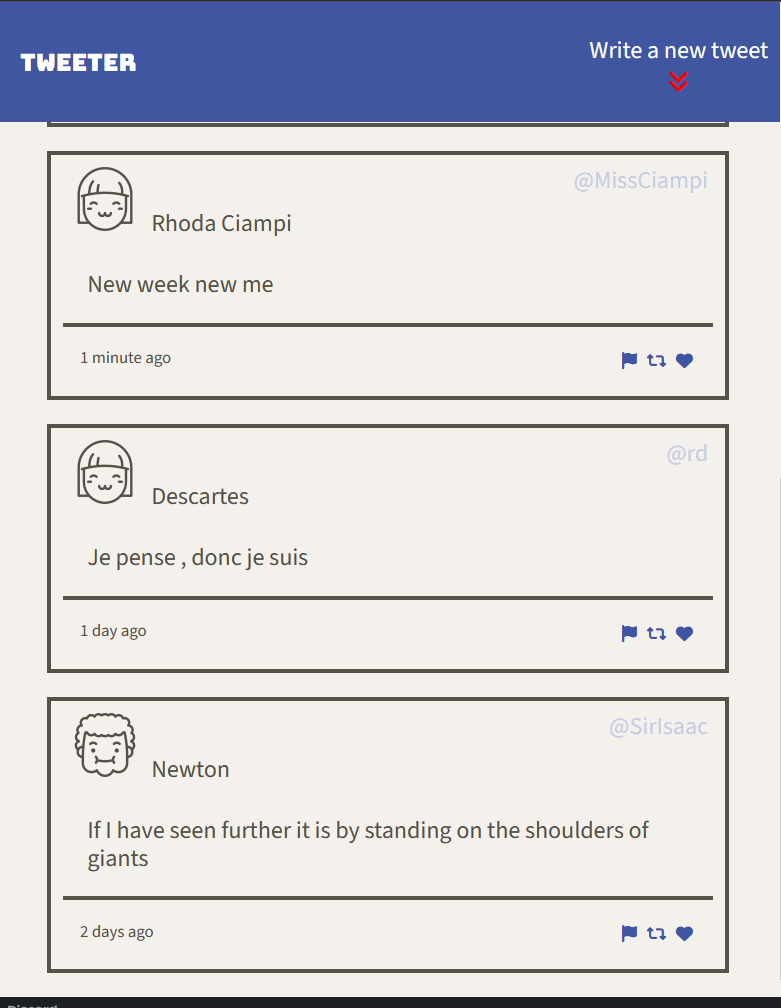 TWEETER
Write a new tweet
@MissCiampi
Rhoda Ciampi
New week new me
1 minute ago
@rd
Descartes
Je pense , donc je suis
1 day ago
@SirIsaac
Newton
If I have seen further it is by standing on the shoulders of
giants
2 days ago